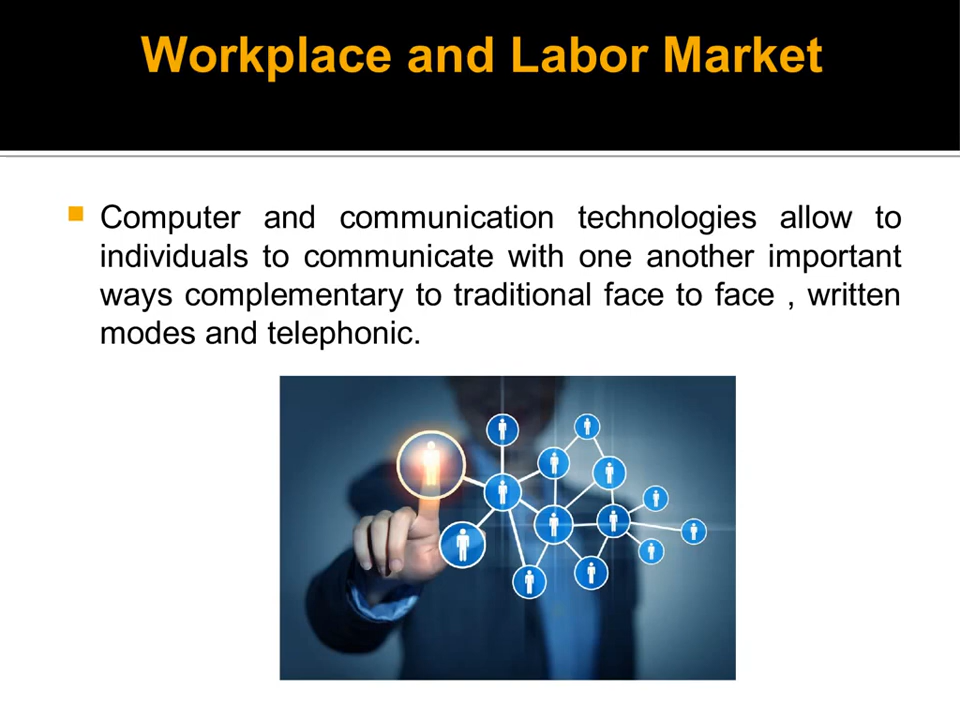 Workplace and Labor Market
Computer and communication technologies allow to
individuals to communicate with one another important
ways complementary to traditional face to face , written
modes and telephonic.